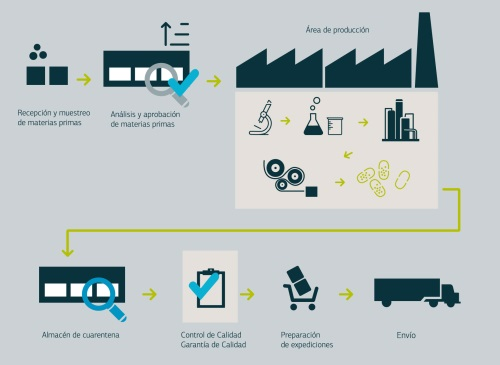 Área de producción
Recepción y muestreo
de materias primas
Análisis y aprobación
de materias primas
Almacén de cuarentena
Control de Calidad
Garantía de Calidad
Preparación
de expediciones
Envío